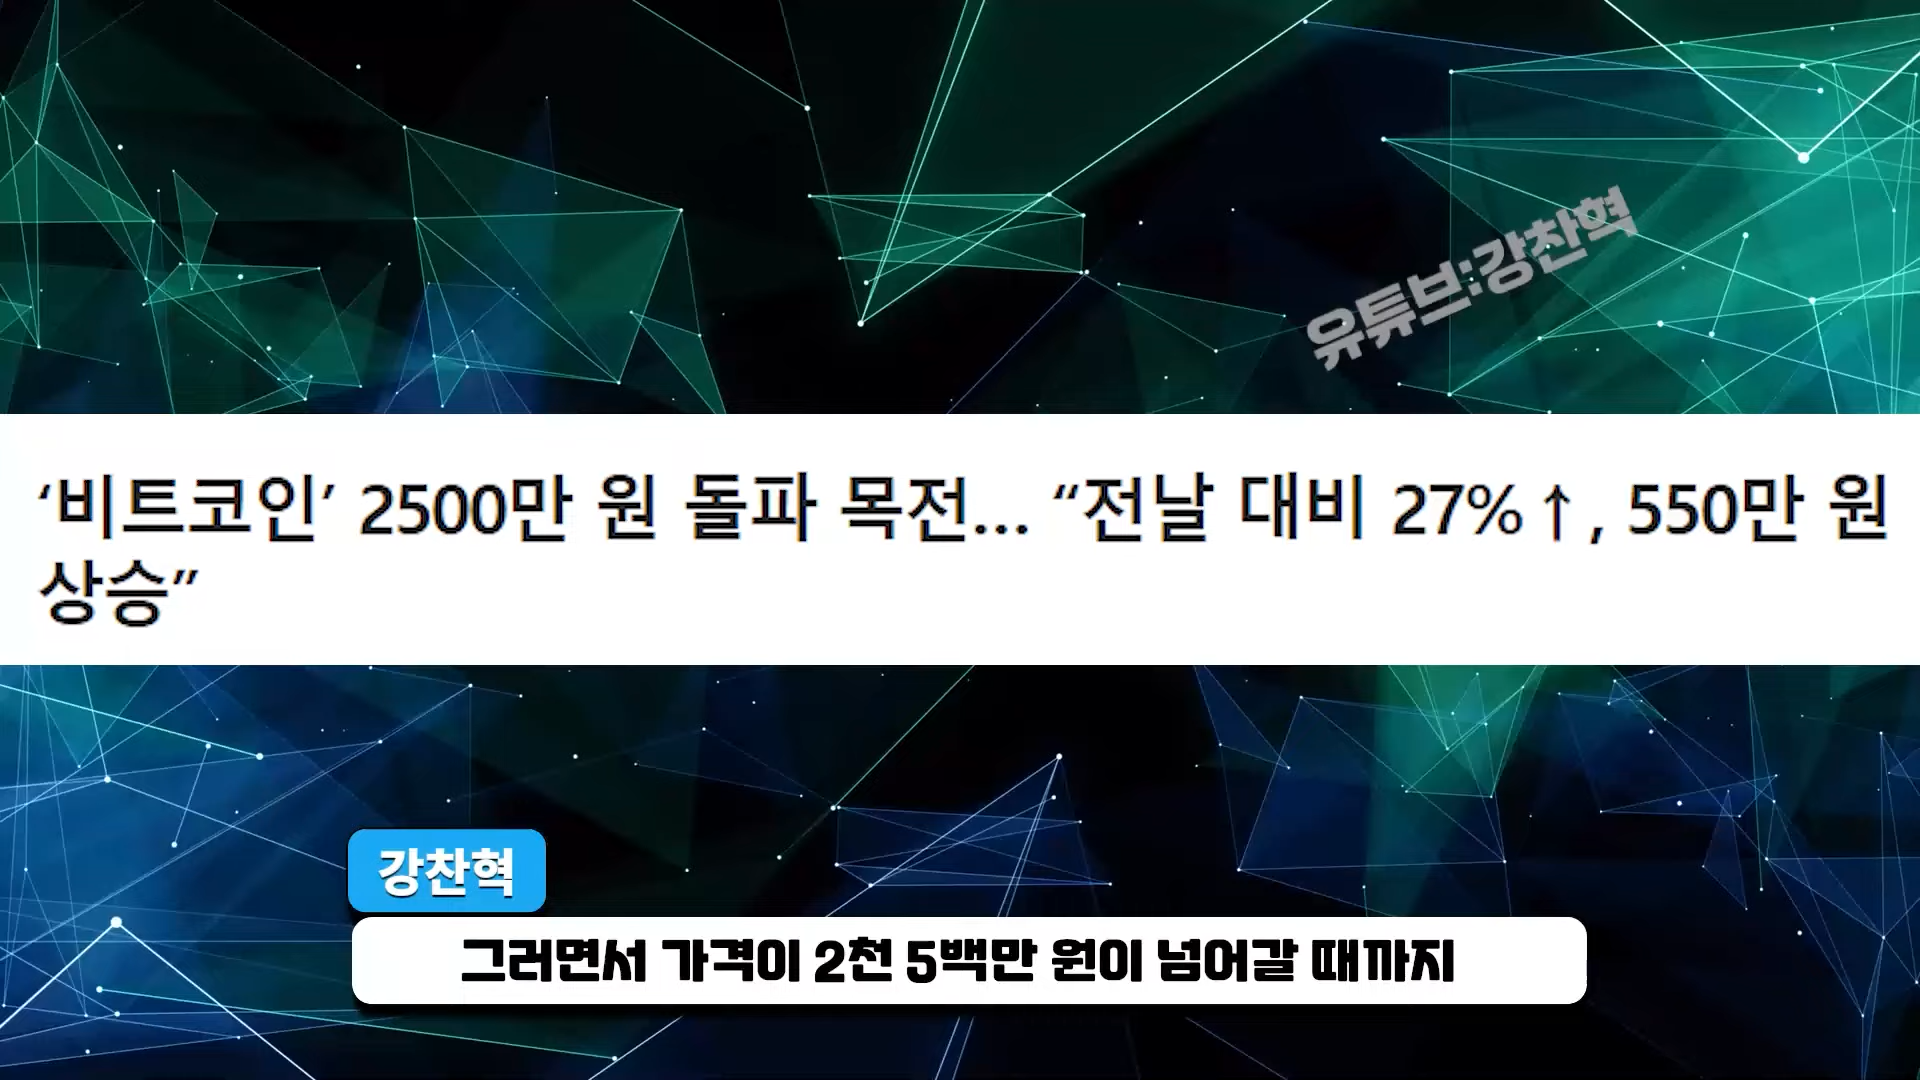 유튜브:강찬혁
‘비트코인’ 2500만 원 돌파 목전... “전날 대비 27%↑, 550만 원
상승”
강찬혁
그러면서 가격이 2천 5백만 원이 넘어갈 때까지